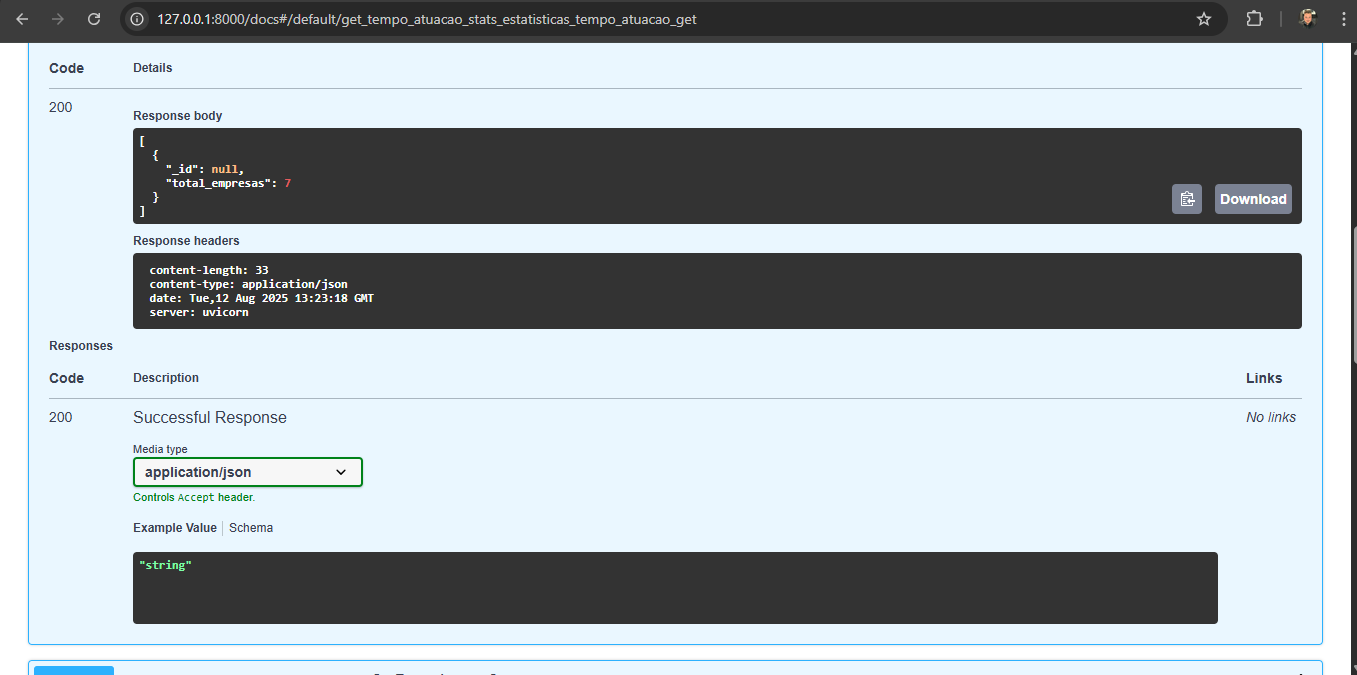 127.0.0.1:8000/docs#/default/get_tempo_atuacao_stats_estatisticas_tempo_atuacao_get
Code Details
200
Response body
[
{
"_id": null,
"total_empresas": 7
}
]
Download
Response headers
content-length: 33
content-type: application/json
date: Tue,12 Aug 2025 13:23:18 GMT
server: uvicorn
Responses
Code Description Links
200 Successful Response No links
Media type
application/json
Controls Accept header.
Example Value Schema
"string"